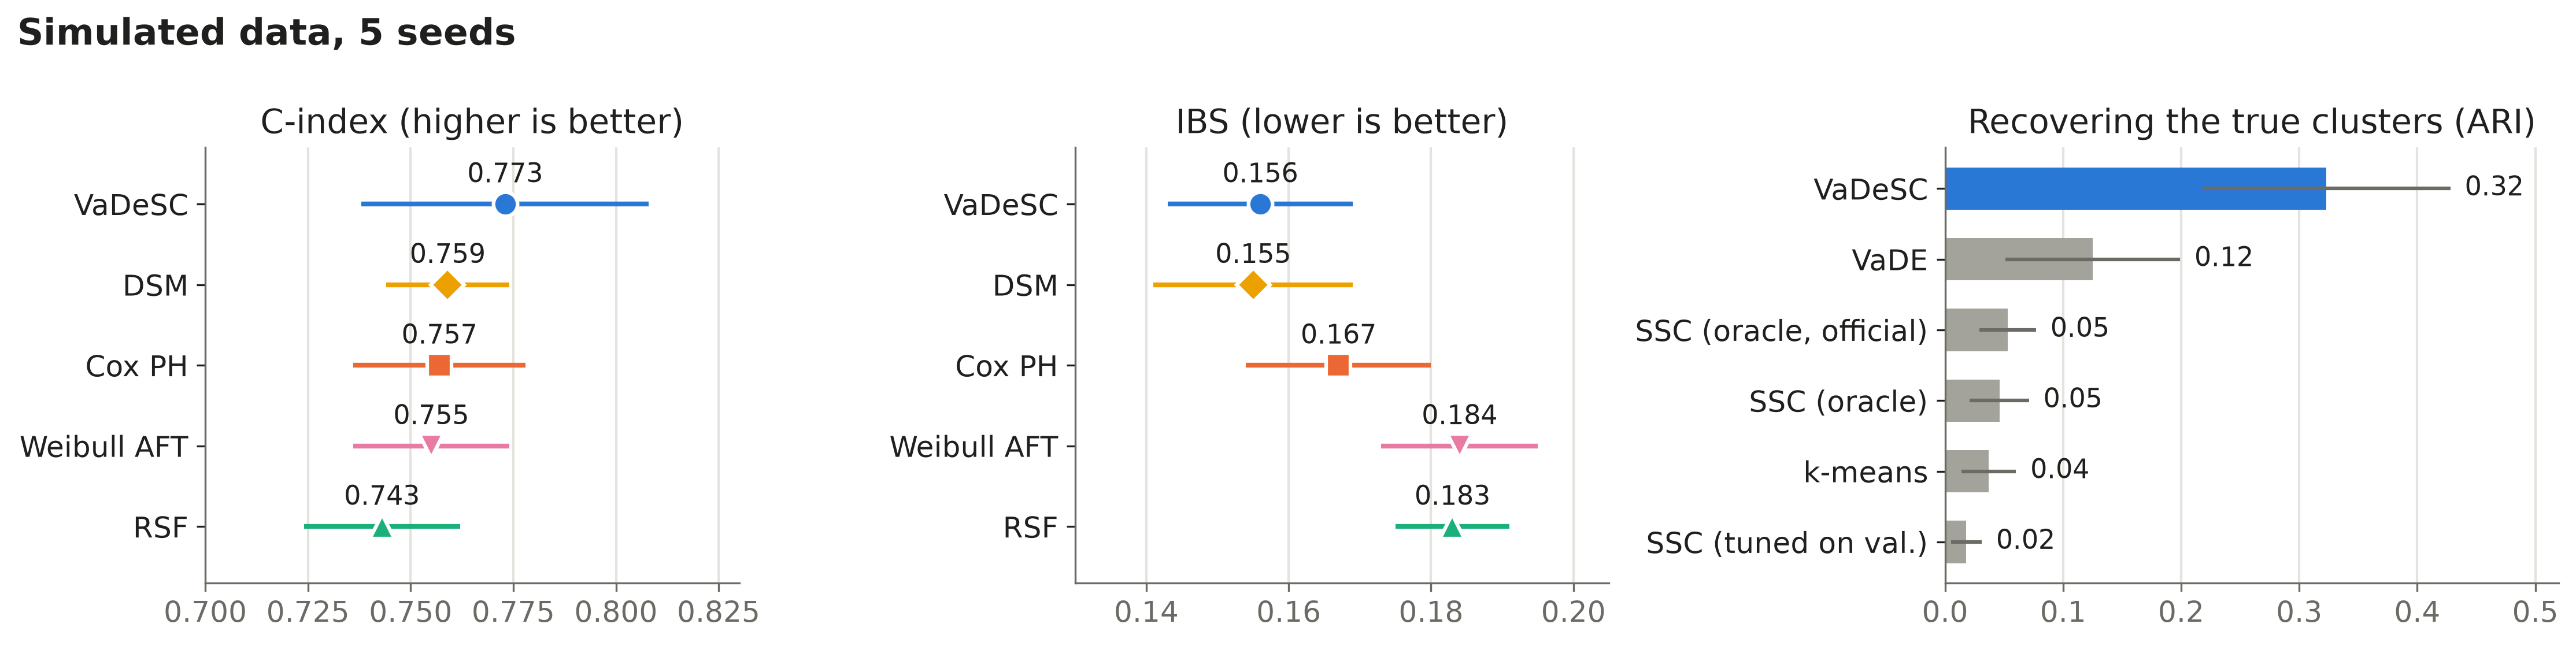 Simulated data, 5 seeds
C-index (higher is better)
VaDeSC
0.773
DSM
0.759
Cox PH
0.757
Weibull AFT
0.755
RSF
0.743
0.700 0.725 0.750 0.775 0.800 0.825
IBS (lower is better)
VaDeSC
0.156
DSM
0.155
Cox PH
0.167
Weibull AFT
0.184
RSF
0.183
0.14 0.16 0.18 0.20
Recovering the true clusters (ARI)
VaDeSC 0.32
VaDE 0.12
SSC (oracle, official) 0.05
SSC (oracle) 0.05
k-means 0.04
SSC (tuned on val.) 0.02
0.0 0.1 0.2 0.3 0.4 0.5